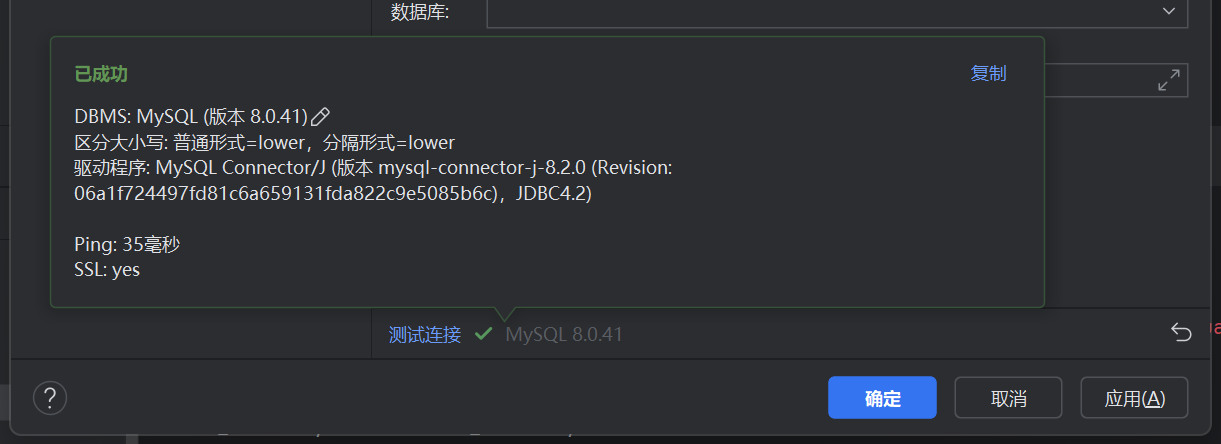 数据库:
已成功
复制
DBMS: MySQL (版本 8.0.41)
区分大小写: 普通形式=lower，分隔形式=lower
驱动程序: MySQL Connector/J (版本 mysql-connector-j-8.2.0 (Revision:
06a1f724497fd81c6a659131fda822c9e5085b6c)，JDBC4.2)
Ping: 35毫秒
SSL: yes
测试连接
MySQL 8.0.41
?
确定
取消
应用(A)